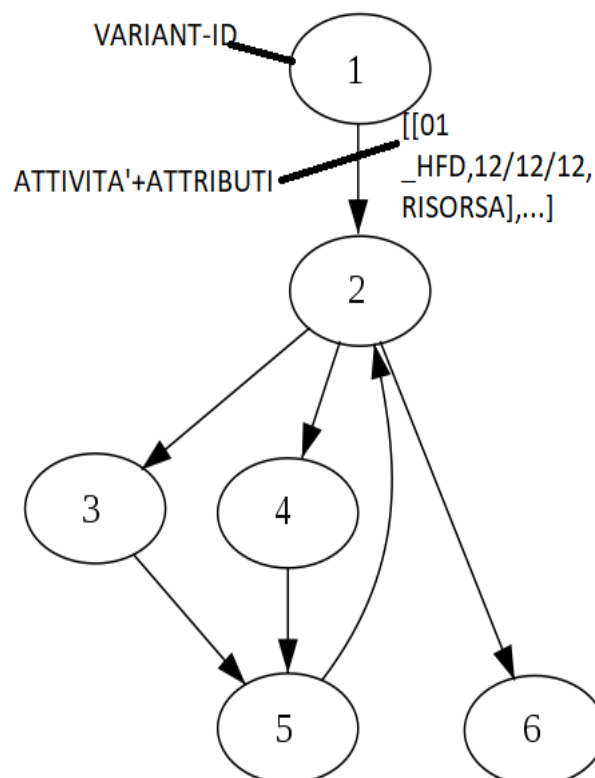 VARIANT-ID
1
[[01
_HFD,12/12/12,
ATTIVITA'+ATTRIBUTI
RISORSA],...]
2
3
4
5
6